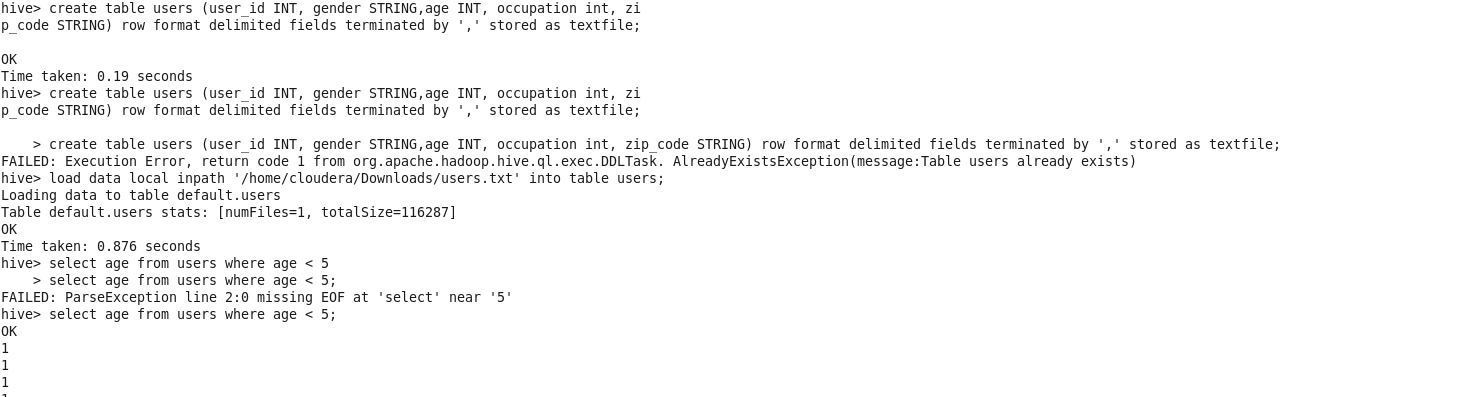 hive> create table users (user_id INT, gender STRING,age INT, occupation int, zi
p_code STRING) row format delimited fields terminated by ',' stored as textfile;
OK
Time taken: 0.19 seconds
hive> create table users (user_id INT, gender STRING,age INT, occupation int, zi
p_code STRING) row format delimited fields terminated by ',' stored as textfile;
    > create table users (user_id INT, gender STRING,age INT, occupation int, zip_code STRING) row format delimited fields terminated by ',' stored as textfile;
FAILED: Execution Error, return code 1 from org.apache.hadoop.hive.ql.exec.DDLTask. AlreadyExistsException(message:Table users already exists)
hive> load data local inpath '/home/cloudera/Downloads/users.txt' into table users;
Loading data to table default.users
Table default.users stats: [numFiles=1, totalSize=116287]
OK
Time taken: 0.876 seconds
hive> select age from users where age < 5
    > select age from users where age < 5;
FAILED: ParseException line 2:0 missing EOF at 'select' near '5'
hive> select age from users where age < 5;
OK
1
1
1